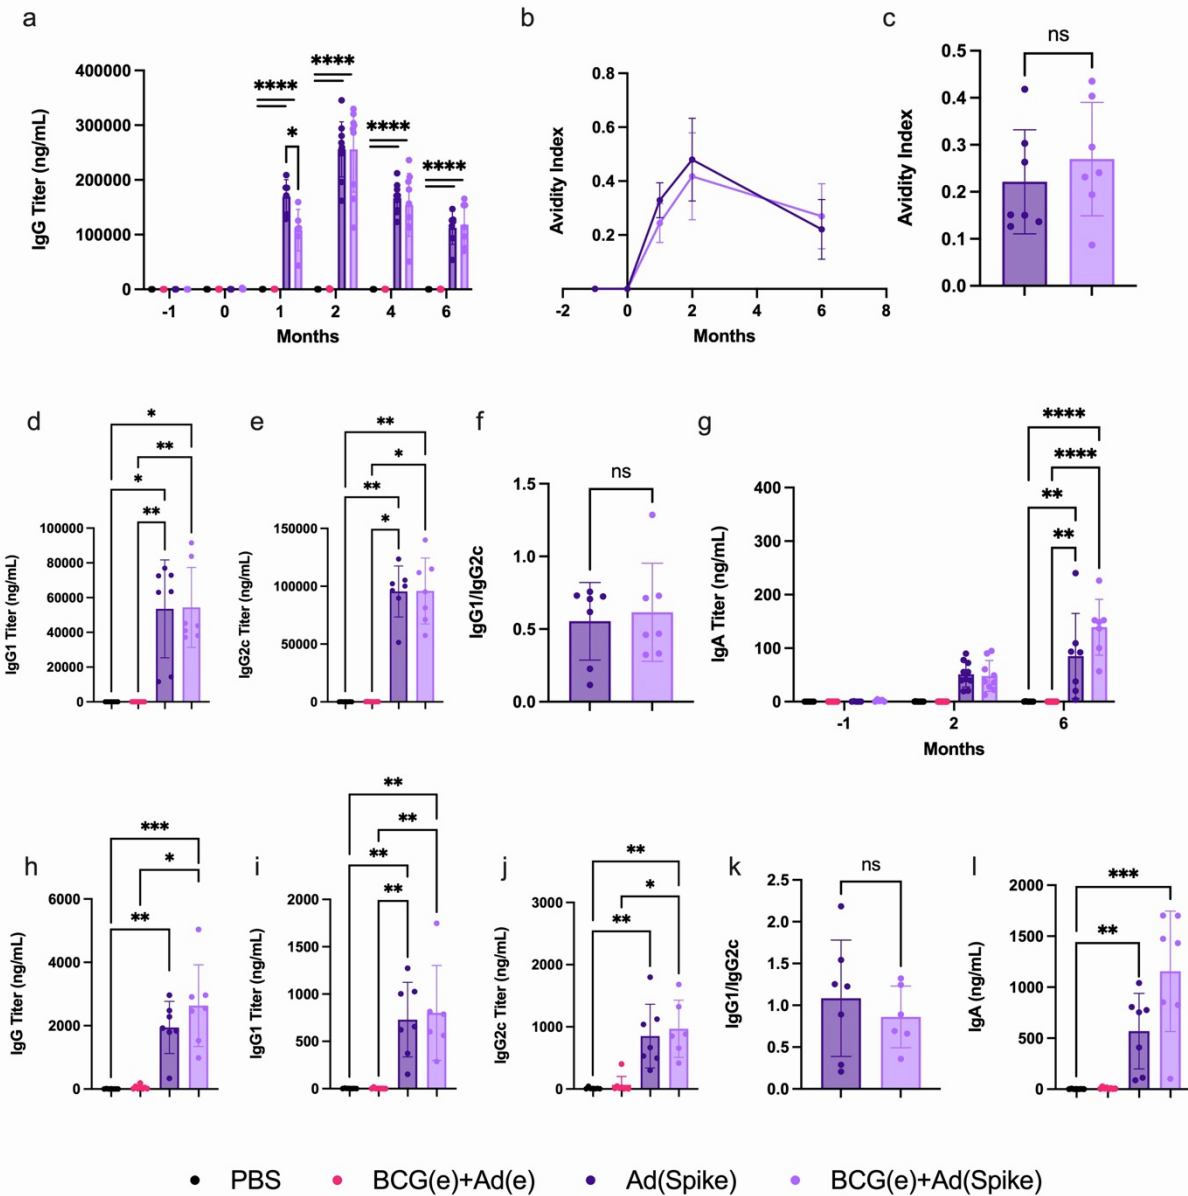 a
b
c
400000
300000
200000
100000
0
IgG Titer (ng/mL)
****
*
****
****
****
-1 0 1 2 4 6
Months
0.8
0.6
0.4
0.2
Avidity Index
-2 0 2 4 6 8
Months
0.5
0.4
0.3
0.2
0.1
0.0
Avidity Index
ns
d
e
f
g
*
**
*
**
100000
80000
60000
40000
20000
0
IgG1 Titer (ng/mL)
**
*
**
*
150000
100000
50000
0
IgG2c Titer (ng/mL)
ns
1.5
1.0
0.5
0.0
IgG1/IgG2c
****
****
**
**
400
300
200
100
0
IgA Titer (ng/mL)
-1 2 6
Months
h
i
j
k
l
***
*
**
6000
4000
2000
0
IgG Titer (ng/mL)
**
**
**
**
2000
1500
1000
500
0
IgG1 Titer (ng/mL)
**
*
**
3000
2000
1000
0
IgG2c Titer (ng/mL)
ns
2.5
2.0
1.5
1.0
0.5
0.0
IgG1/IgG2c
***
**
2000
1500
1000
500
0
IgA (ng/mL)
PBS BCG(e)+Ad(e) Ad(Spike) BCG(e)+Ad(Spike)